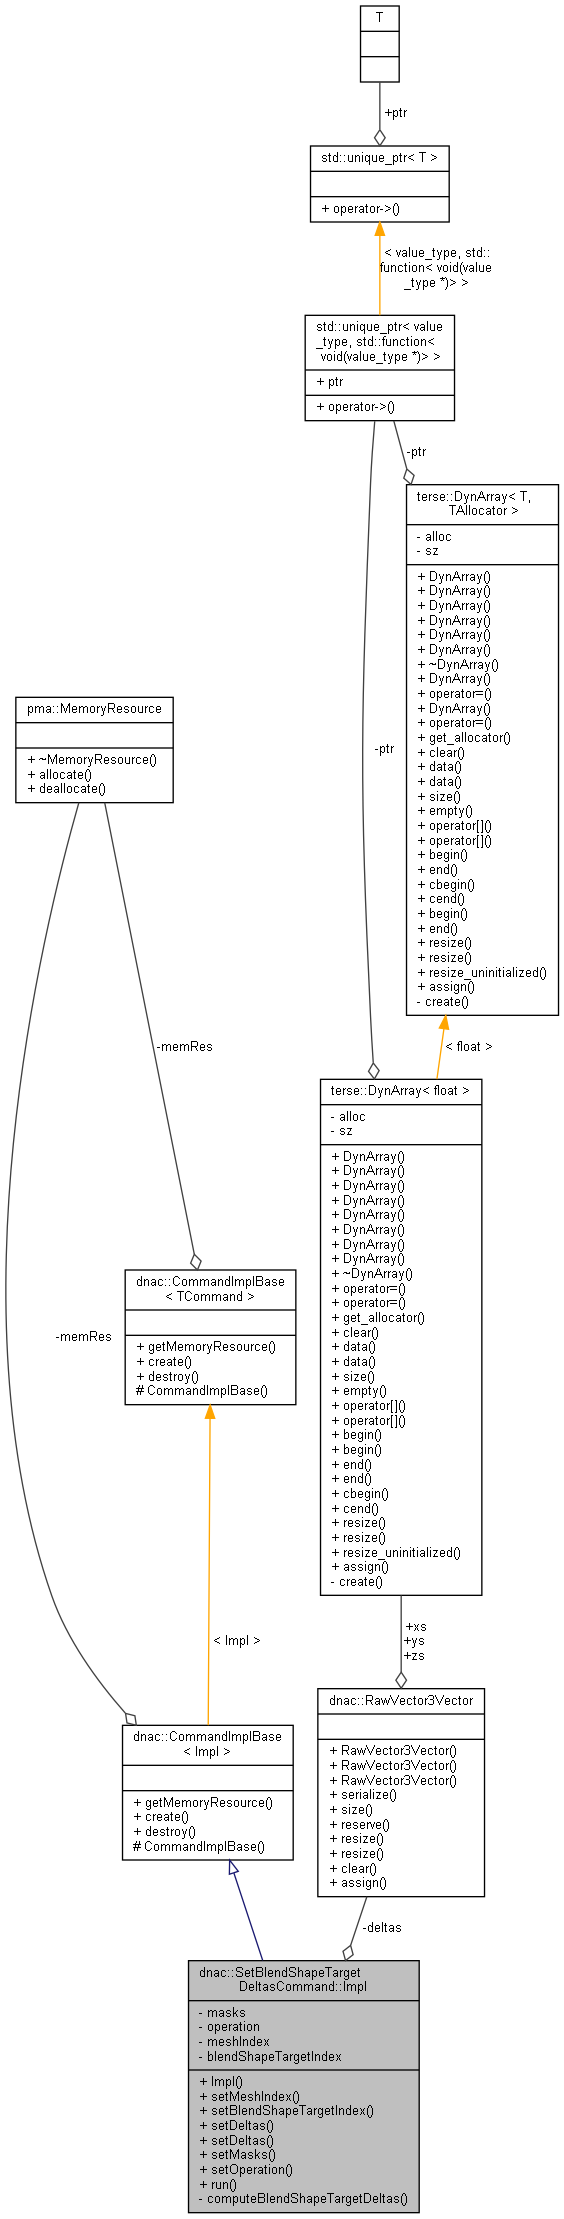 T
+ptr
std::unique_ptr< T >
+ operator->()
< value_type, std::
function< void(value
_type *)> >
std::unique_ptr< value
_type, std::function<
void(value_type *)> >
+ ptr
+ operator->()
-ptr
terse::DynArray< T,
TAllocator >
- alloc
- sz
+ DynArray()
+ DynArray()
+ DynArray()
+ DynArray()
+ DynArray()
+ DynArray()
+ ~DynArray()
+ DynArray()
+ operator=()
+ DynArray()
+ operator=()
+ get_allocator()
+ clear()
+ data()
+ data()
+ size()
+ empty()
+ operator[]()
+ operator[]()
+ begin()
+ end()
+ cbegin()
+ cend()
+ begin()
+ end()
+ resize()
+ resize()
+ resize_uninitialized()
+ assign()
- create()
pma::MemoryResource
+ ~MemoryResource()
+ allocate()
+ deallocate()
-ptr
-memRes
< float >
terse::DynArray< float >
- alloc
- sz
+ DynArray()
+ DynArray()
+ DynArray()
+ DynArray()
+ DynArray()
+ DynArray()
+ DynArray()
+ DynArray()
+ ~DynArray()
+ operator=()
+ operator=()
+ get_allocator()
+ clear()
+ data()
+ data()
+ size()
+ empty()
+ operator[]()
+ operator[]()
+ begin()
+ begin()
+ end()
+ end()
+ cbegin()
+ cend()
+ resize()
+ resize()
+ resize_uninitialized()
+ assign()
- create()
dnac::CommandImplBase
< TCommand >
+ getMemoryResource()
+ create()
+ destroy()
# CommandImplBase()
-memRes
< Impl >
+xs
+ys
+zs
dnac::RawVector3Vector
+ RawVector3Vector()
+ RawVector3Vector()
+ RawVector3Vector()
+ serialize()
+ size()
+ reserve()
+ resize()
+ resize()
+ clear()
+ assign()
dnac::CommandImplBase
< Impl >
+ getMemoryResource()
+ create()
+ destroy()
# CommandImplBase()
-deltas
dnac::SetBlendShapeTarget
DeltasCommand::Impl
- masks
- operation
- meshIndex
- blendShapeTargetIndex
+ Impl()
+ setMeshIndex()
+ setBlendShapeTargetIndex()
+ setDeltas()
+ setDeltas()
+ setMasks()
+ setOperation()
+ run()
- computeBlendShapeTargetDeltas()